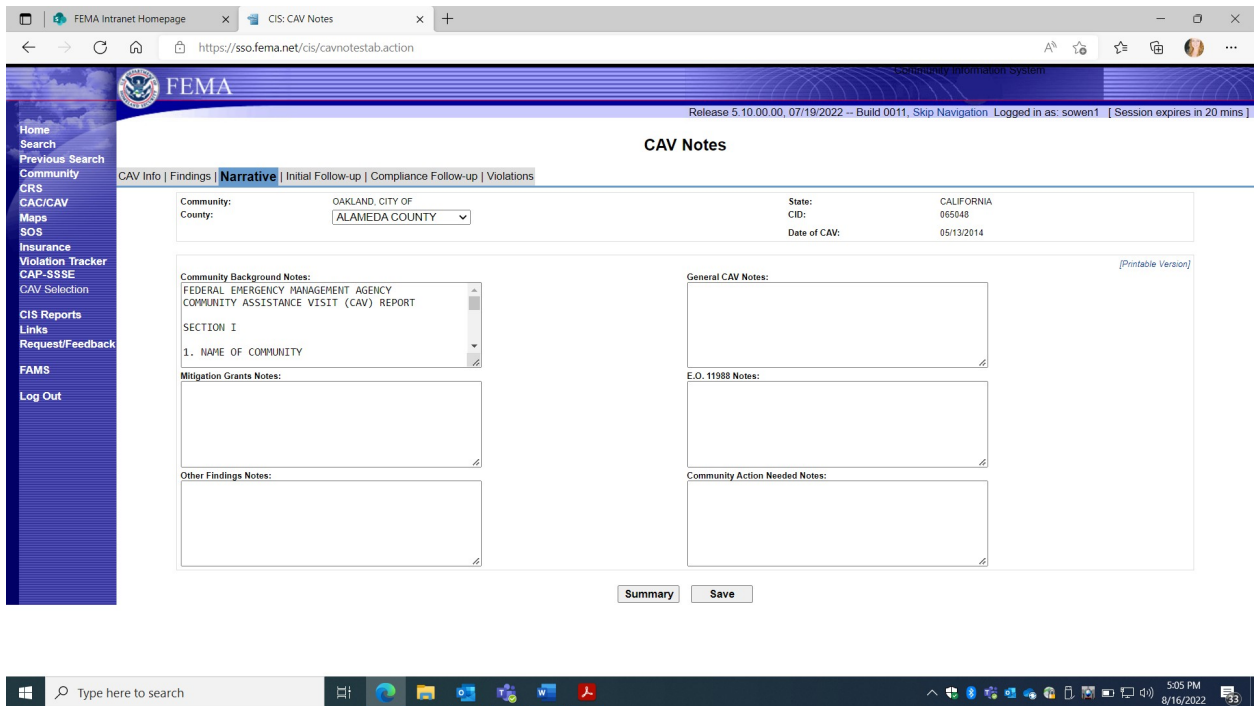 FEMA Intranet Homepage
CIS: CAV Notes
https://sso.fema.net/cis/cavnotestab.action
Community Information System
FEMA
Release 5.10.00.00, 07/19/2022 -- Build 0011, Skip Navigation Logged in as: sowen1 [ Session expires in 20 mins ]
Home
Search
Previous Search
Community
CRS
CAC/CAV
Maps
SOS
Insurance
Violation Tracker
CAP-SSSE
CAV Selection
CIS Reports
Links
Request/Feedback
FAMS
Log Out
CAV Notes
CAV Info | Findings | Narrative | Initial Follow-up | Compliance Follow-up | Violations
Community: OAKLAND, CITY OF
County: ALAMEDA COUNTY
State: CALIFORNIA
CID: 065048
Date of CAV: 05/13/2014
[Printable Version]
Community Background Notes:
FEDERAL EMERGENCY MANAGEMENT AGENCY
COMMUNITY ASSISTANCE VISIT (CAV) REPORT
SECTION I
1. NAME OF COMMUNITY
General CAV Notes:
Mitigation Grants Notes:
E.O. 11988 Notes:
Other Findings Notes:
Community Action Needed Notes:
Summary
Save
Type here to search
5:05 PM
8/16/2022
33